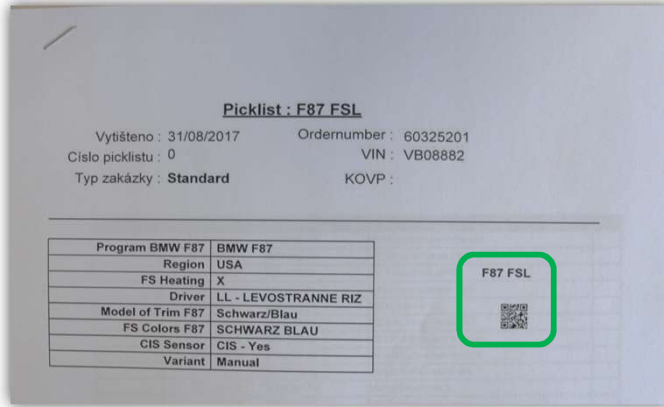 Picklist : F87 FSL
Vytišteno : 31/08/2017 Ordernumber : 60325201
Císlo picklistu : 0 VIN : VB08882
Typ zakázky : Standard KOVP :
Program BMW F87 BMW F87
Region USA
FS Heating X
Driver LL - LEVOSTRANNE RIZ
Model of Trim F87 Schwarz/Blau
FS Colors F87 SCHWARZ BLAU
CIS Sensor CIS - Yes
Variant Manual
F87 FSL